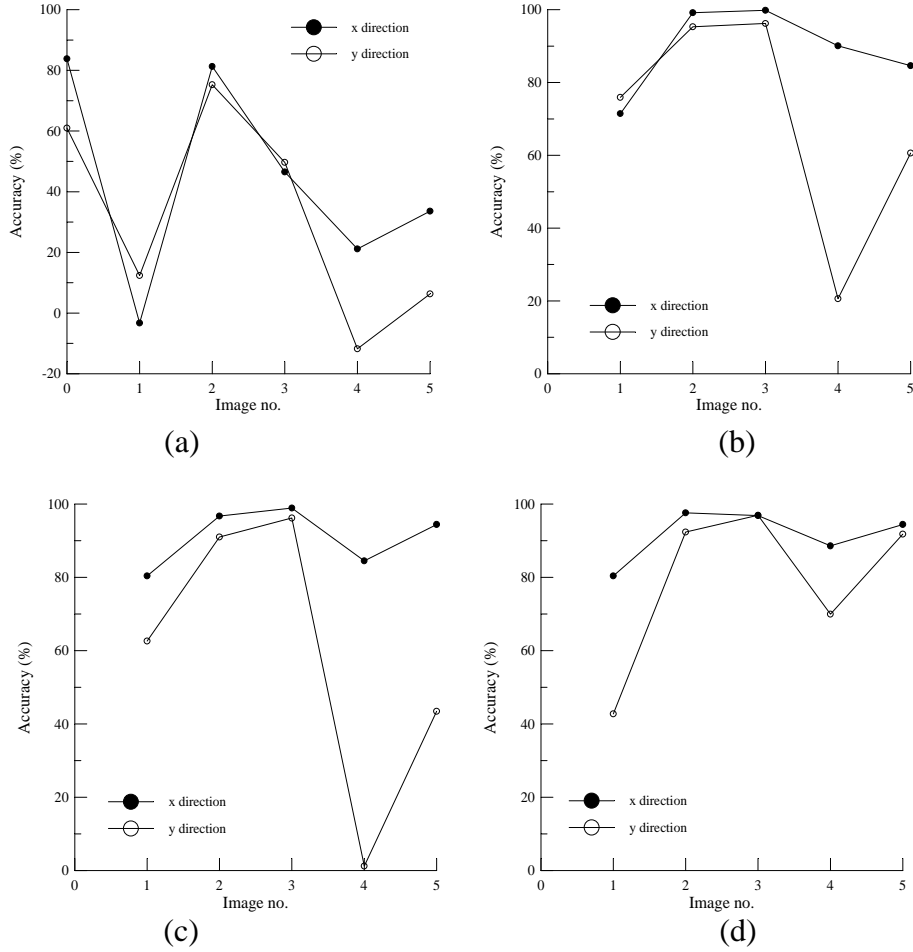 100
80
60
40
20
0
-20
Accuracy (%)
x direction
y direction
0 1 2 3 4 5
Image no.
(a)
100
80
60
40
20
0
Accuracy (%)
x direction
y direction
0 1 2 3 4 5
Image no.
(b)
100
80
60
40
20
0
Accuracy (%)
x direction
y direction
0 1 2 3 4 5
Image no.
(c)
100
80
60
40
20
0
Accuracy (%)
x direction
y direction
0 1 2 3 4 5
Image no.
(d)